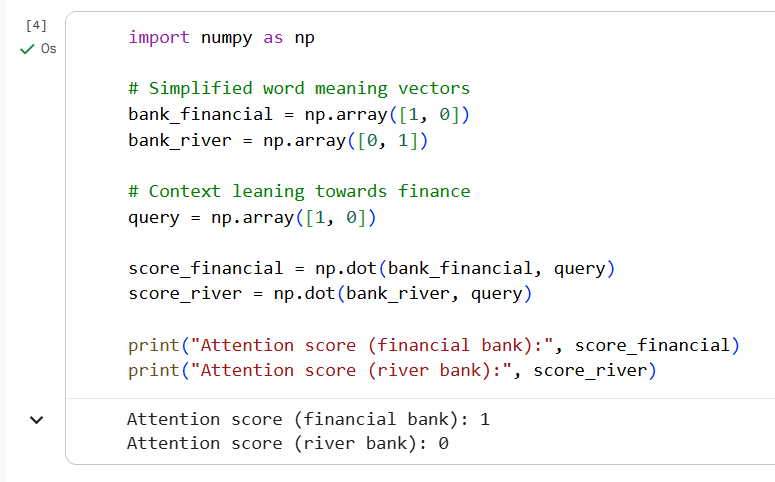 [4]
0s
import numpy as np
# Simplified word meaning vectors
bank_financial = np.array([1, 0])
bank_river = np.array([0, 1])
# Context leaning towards finance
query = np.array([1, 0])
score_financial = np.dot(bank_financial, query)
score_river = np.dot(bank_river, query)
print("Attention score (financial bank):", score_financial)
print("Attention score (river bank):", score_river)
Attention score (financial bank): 1
Attention score (river bank): 0